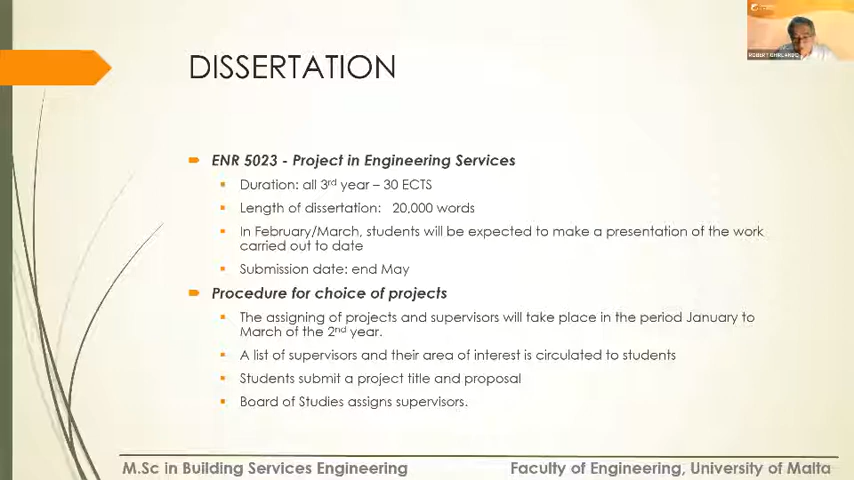 DISSERTATION
ENR 5023 - Project in Engineering Services
Duration: all 3rd year – 30 ECTS
Length of dissertation: 20,000 words
In February/March, students will be expected to make a presentation of the work
carried out to date
Submission date: end May
Procedure for choice of projects
The assigning of projects and supervisors will take place in the period January to
March of the 2nd year.
A list of supervisors and their area of interest is circulated to students
Students submit a project title and proposal
Board of Studies assigns supervisors.
M.Sc in Building Services Engineering
Faculty of Engineering, University of Malta
ROBERT